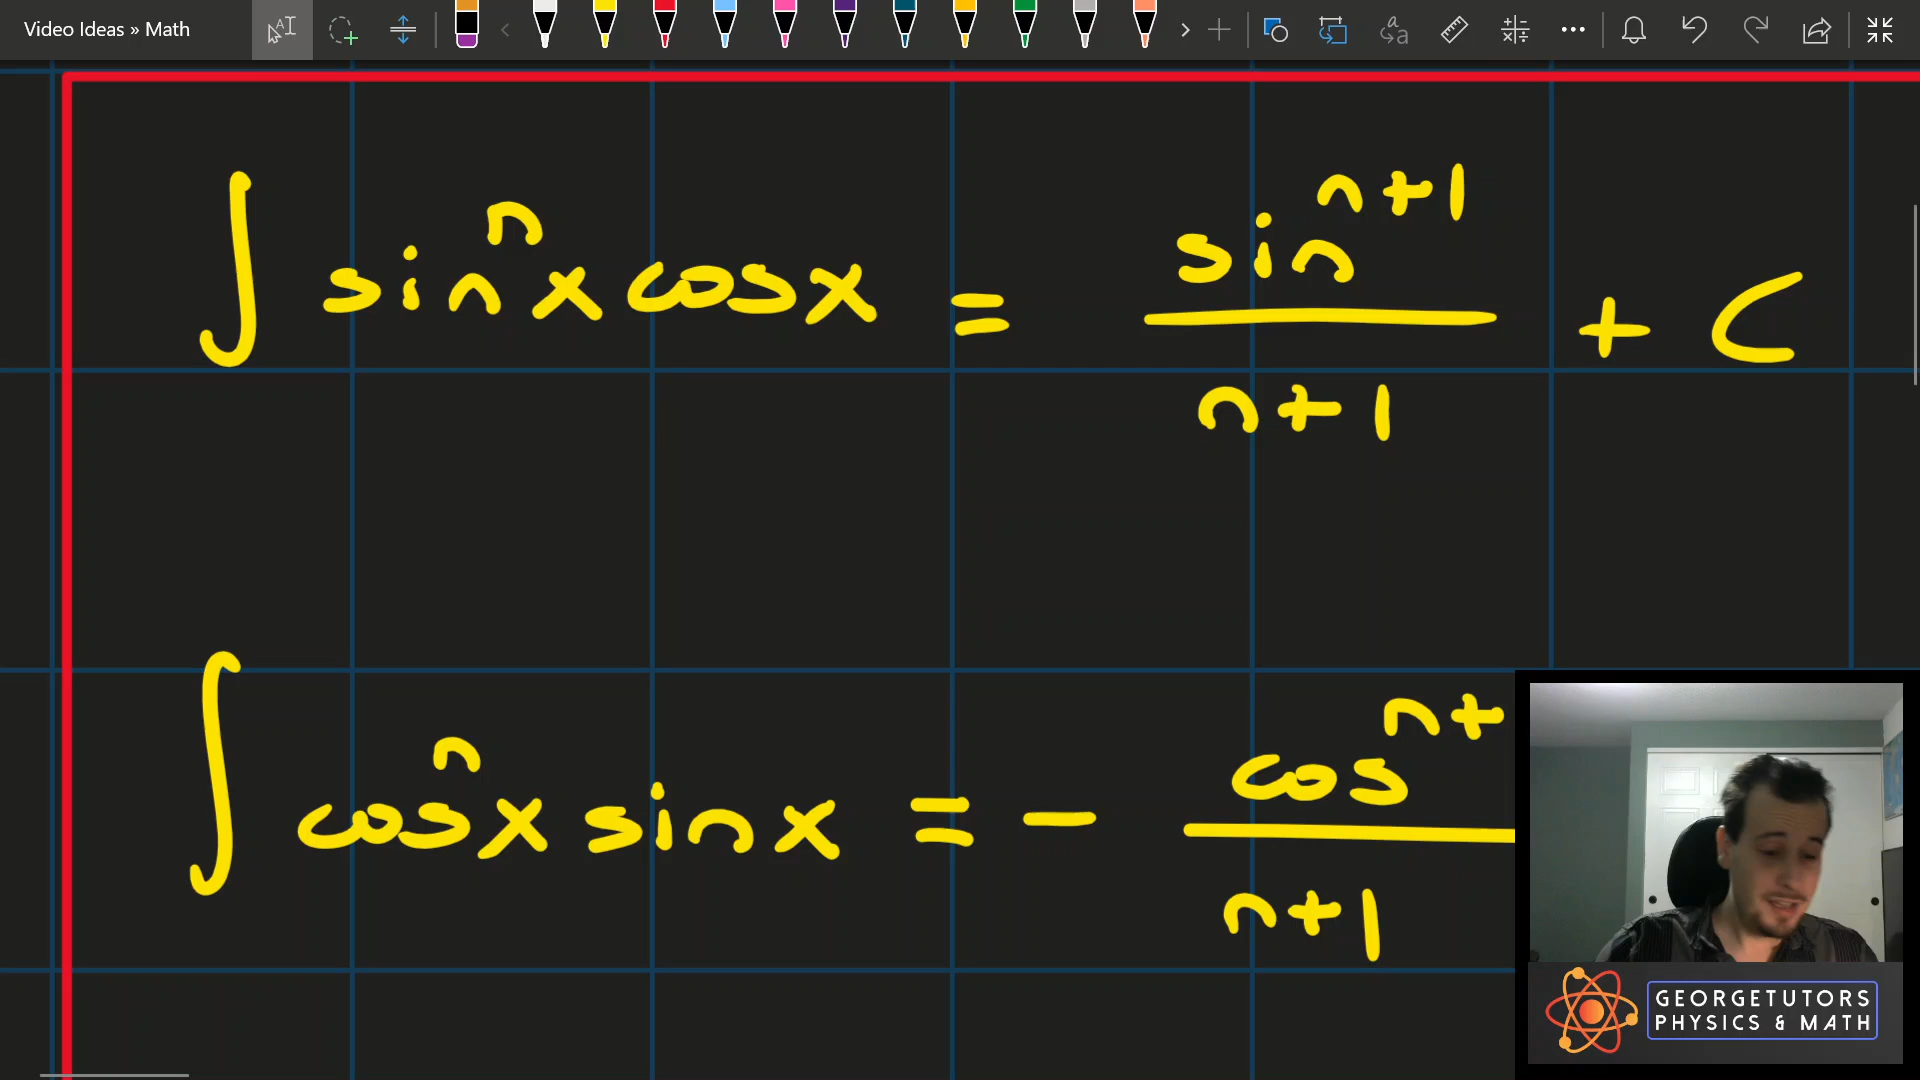 Video Ideas » Math
∫ sinⁿx cosx = sinⁿ⁺¹ / n+1 + C
∫ cosⁿx sinx = - cosⁿ⁺ / n+1
GEORGETUTORS
PHYSICS & MATH